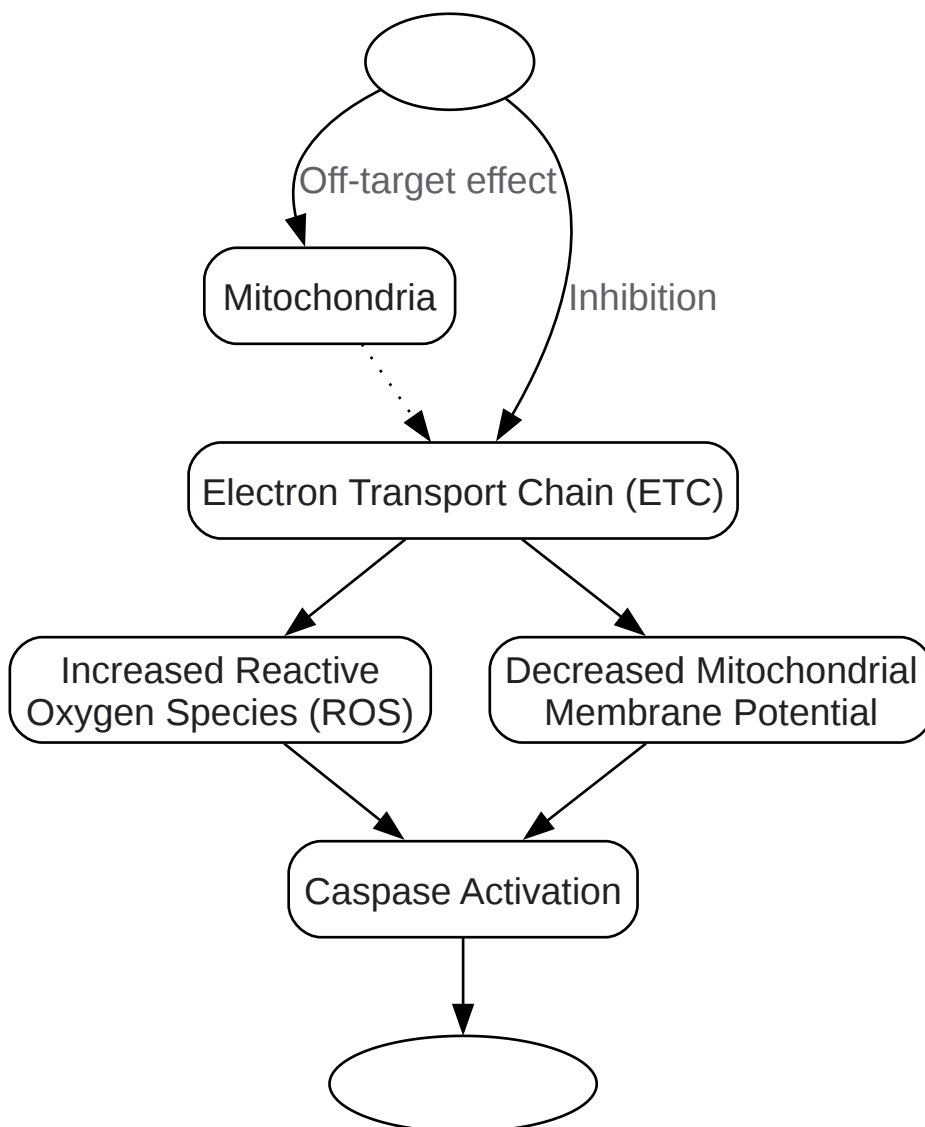 Off-target effect
Mitochondria
Inhibition
Electron Transport Chain (ETC)
Increased Reactive
Oxygen Species (ROS)
Decreased Mitochondrial
Membrane Potential
Caspase Activation